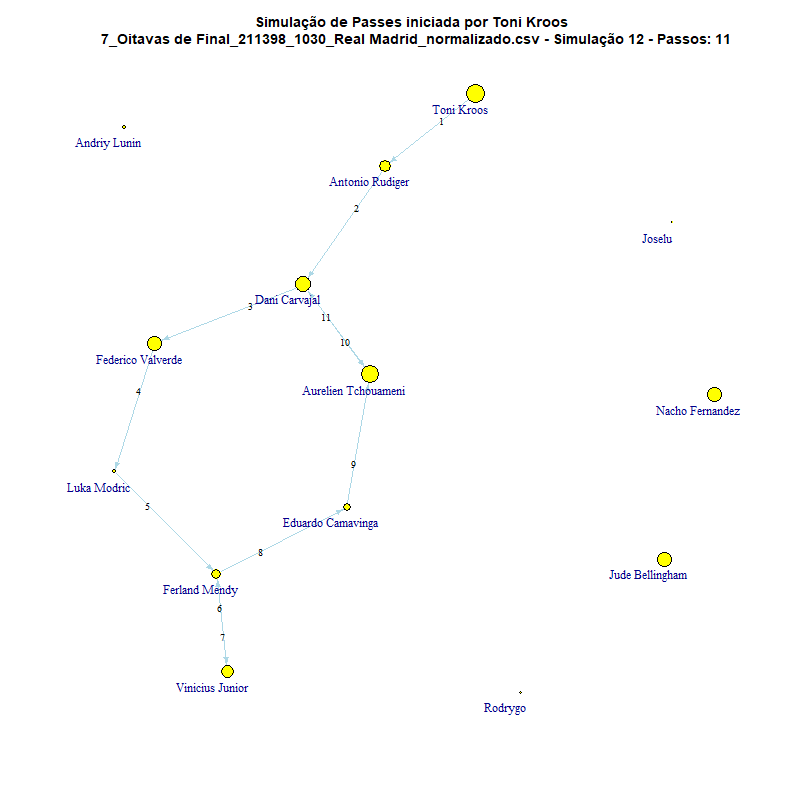 Simulação de Passes iniciada por Toni Kroos
7_Oitavas de Final_211398_1030_Real Madrid_normalizado.csv - Simulação 12 - Passos: 11
Toni Kroos
1
Andriy Lunin
Antonio Rudiger
2
Joselu
Dani Carvajal
3
11
10
Federico Valverde
Aurelien Tchouameni
4
Nacho Fernandez
9
Luka Modric
5
Eduardo Camavinga
8
Jude Bellingham
Ferland Mendy
6
7
Vinicius Junior
Rodrygo